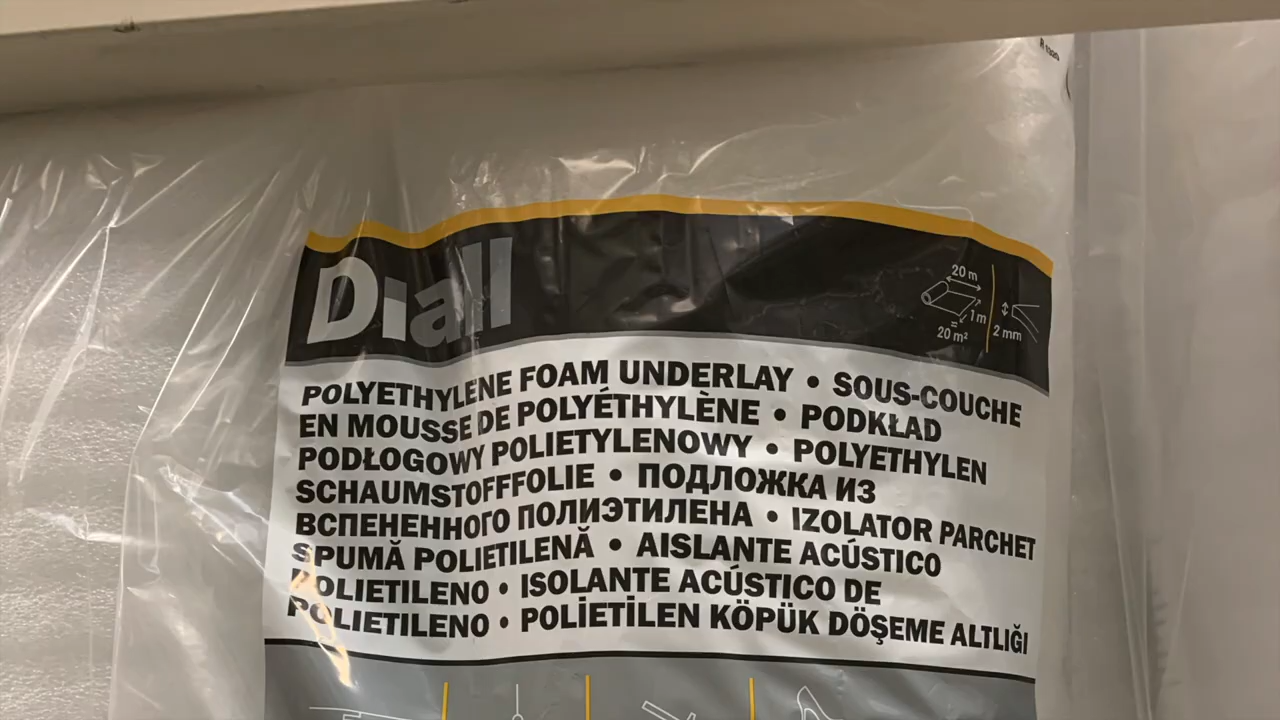 Diall
20 m
1m
=
20 m²
2 mm
POLYETHYLENE FOAM UNDERLAY • SOUS-COUCHE
EN MOUSSE DE POLYÉTHYLÈNE • PODKŁAD
PODŁOGOWY POLIETYLENOWY • POLYETHYLEN
SCHAUMSTOFFFOLIE • ПОДЛОЖКА ИЗ
ВСПЕНЕННОГО ПОЛИЭТИЛЕНА • IZOLATOR PARCHET
SPUMĂ POLIETILENĂ • AISLANTE ACÚSTICO
POLIETILENO • ISOLANTE ACÚSTICO DE
POLIETILENO • POLİETİLEN KÖPÜK DÖŞEME ALTLIĞI